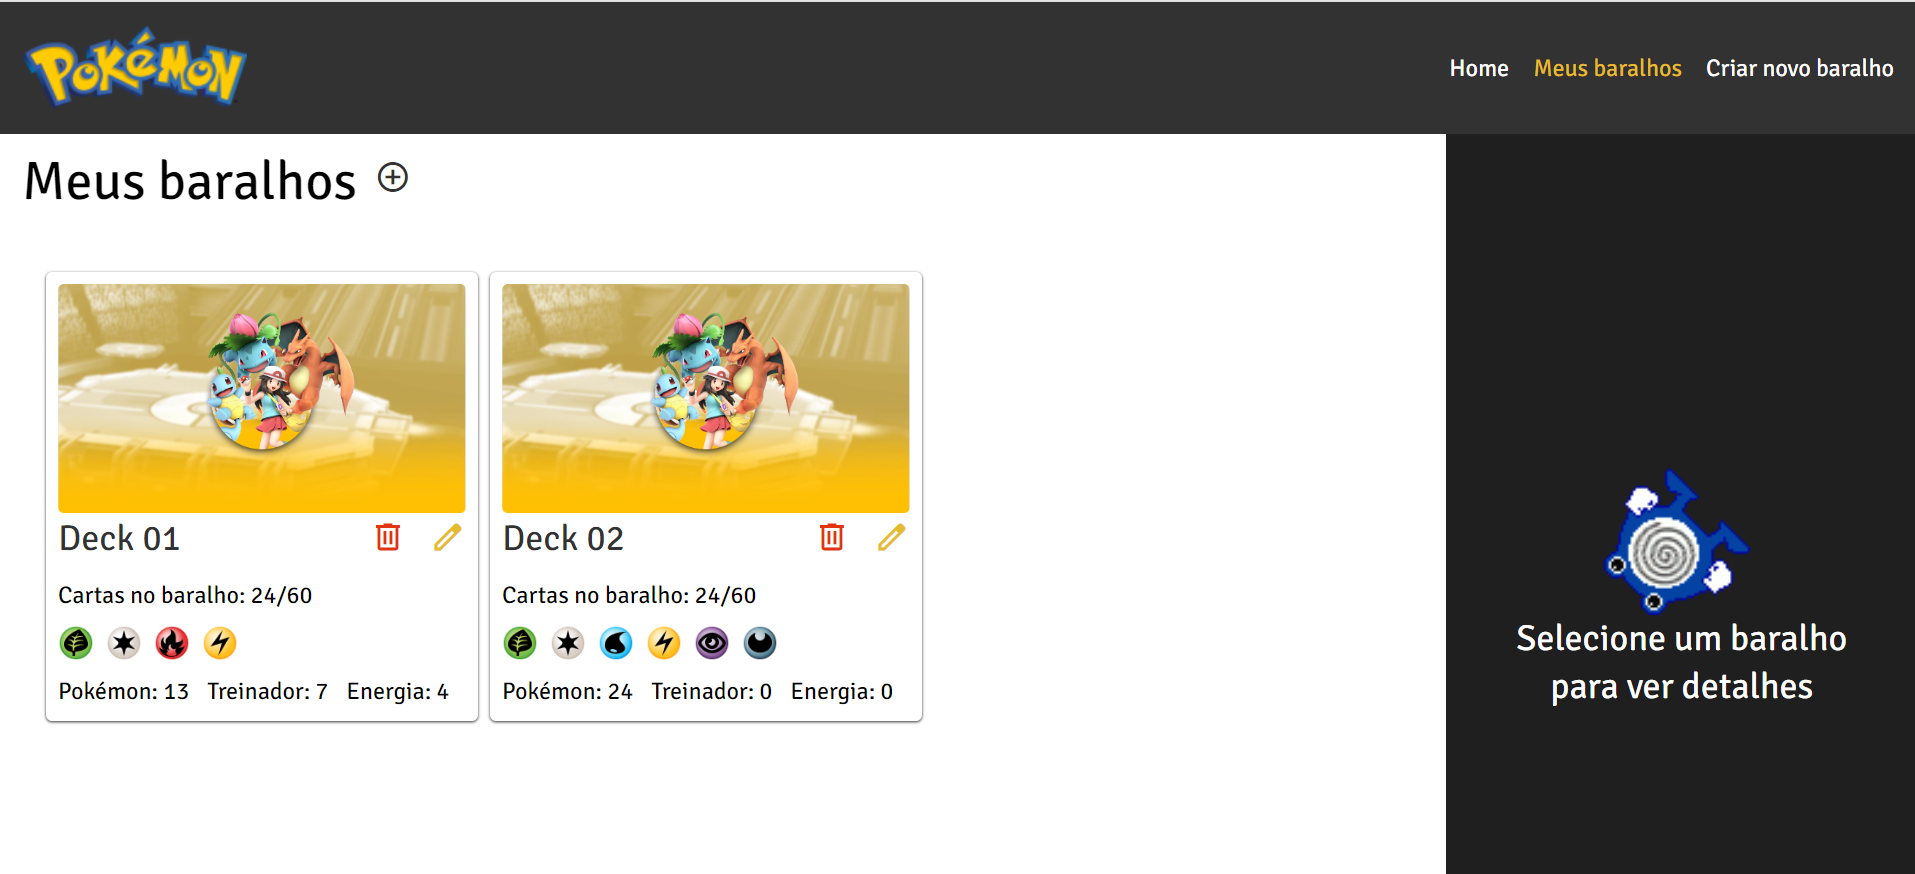 POKéMON
Home Meus baralhos Criar novo baralho
Meus baralhos
Deck 01
Cartas no baralho: 24/60
Pokémon: 13 Treinador: 7 Energia: 4
Deck 02
Cartas no baralho: 24/60
Pokémon: 24 Treinador: 0 Energia: 0
Selecione um baralho
para ver detalhes